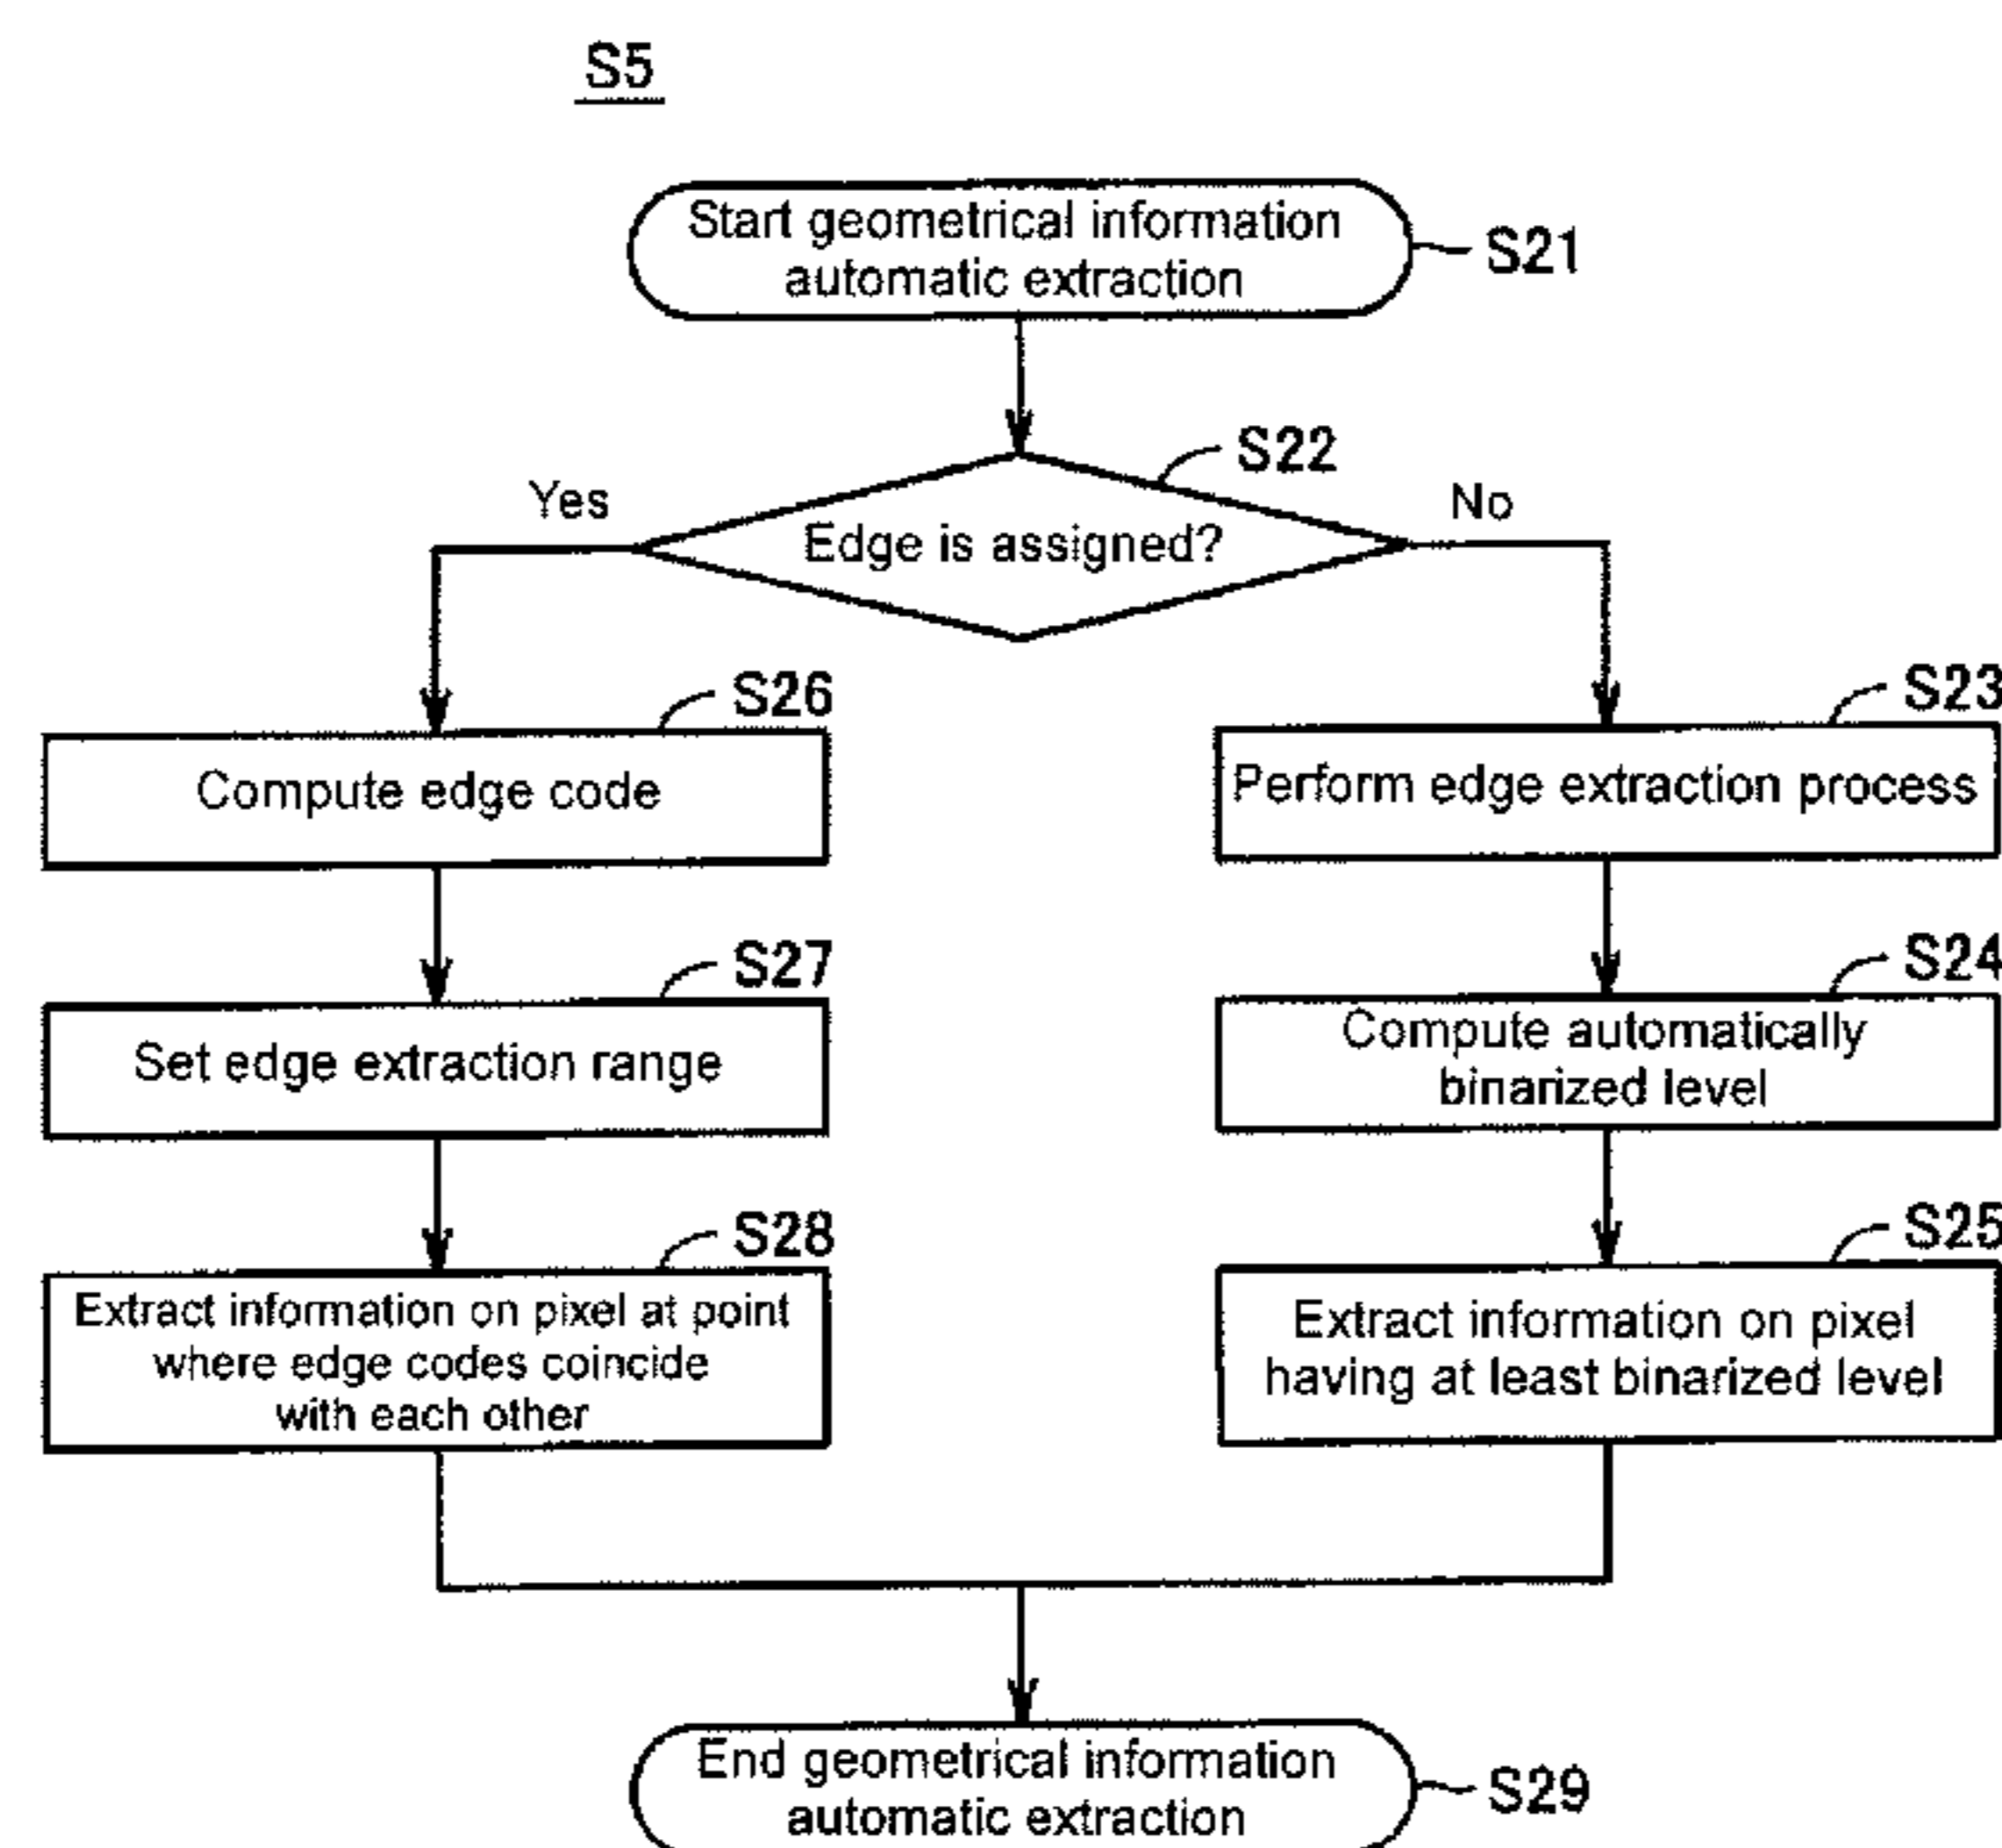 S5
Start geometrical information
automatic extraction
S21
S22
Yes
Edge is assigned?
No
S26
Compute edge code
S23
Perform edge extraction process
S27
Set edge extraction range
S24
Compute automatically
binarized level
S28
Extract information on pixel at point
where edge codes coincide
with each other
S25
Extract information on pixel
having at least binarized level
End geometrical information
automatic extraction
S29